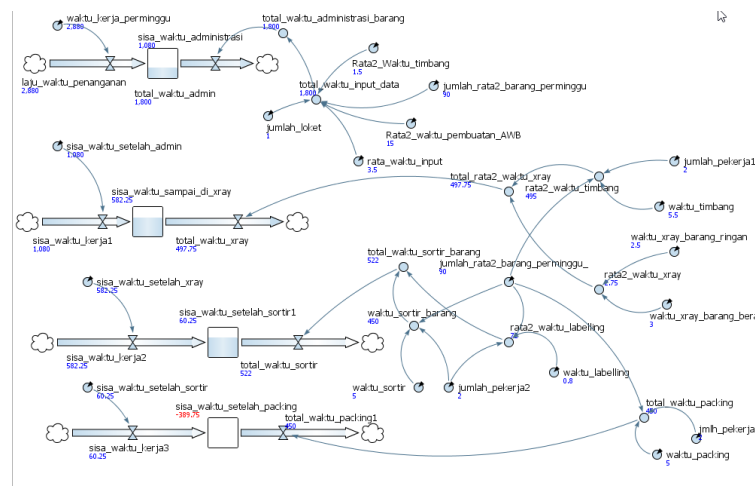 waktu_kerja_perminggu
2.880
total_waktu_administrasi_barang
1.800
sisa_waktu_administrasi
1.080
laju_waktu_penanganan
2.880
total_waktu_admin
1.800
Rata2_Waktu_timbang
1.5
total_waktu_input_data
1.800
jumlah_rata2_barang_perminggu
90
jumlah_loket
1
Rata2_waktu_pembuatan_AWB
15
rata_waktu_input
3.5
sisa_waktu_setelah_admin
1.080
sisa_waktu_sampai_di_xray
582.25
sisa_waktu_kerja1
1.080
total_waktu_xray
497.75
total_rata2_waktu_xray
497.75
rata2_waktu_timbang
495
jumlah_pekerja1
2
waktu_timbang
5.5
waktu_xray_barang_ringan
2.5
rata2_waktu_xray
2.75
waktu_xray_barang_bera
3
total_waktu_sortir_barang
522
jumlah_rata2_barang_perminggu_
90
sisa_waktu_setelah_xray
582.25
sisa_waktu_setelah_sortir1
60.25
waktu_sortir_barang
450
rata2_waktu_labelling
sisa_waktu_kerja2
582.25
total_waktu_sortir
522
waktu_sortir
5
jumlah_pekerja2
2
waktu_labelling
0.8
sisa_waktu_setelah_sortir
60.25
sisa_waktu_setelah_packing
-389.75
total_waktu_packing1
450
sisa_waktu_kerja3
60.25
total_waktu_packing
450
jmlh_pekerja
waktu_packing
5